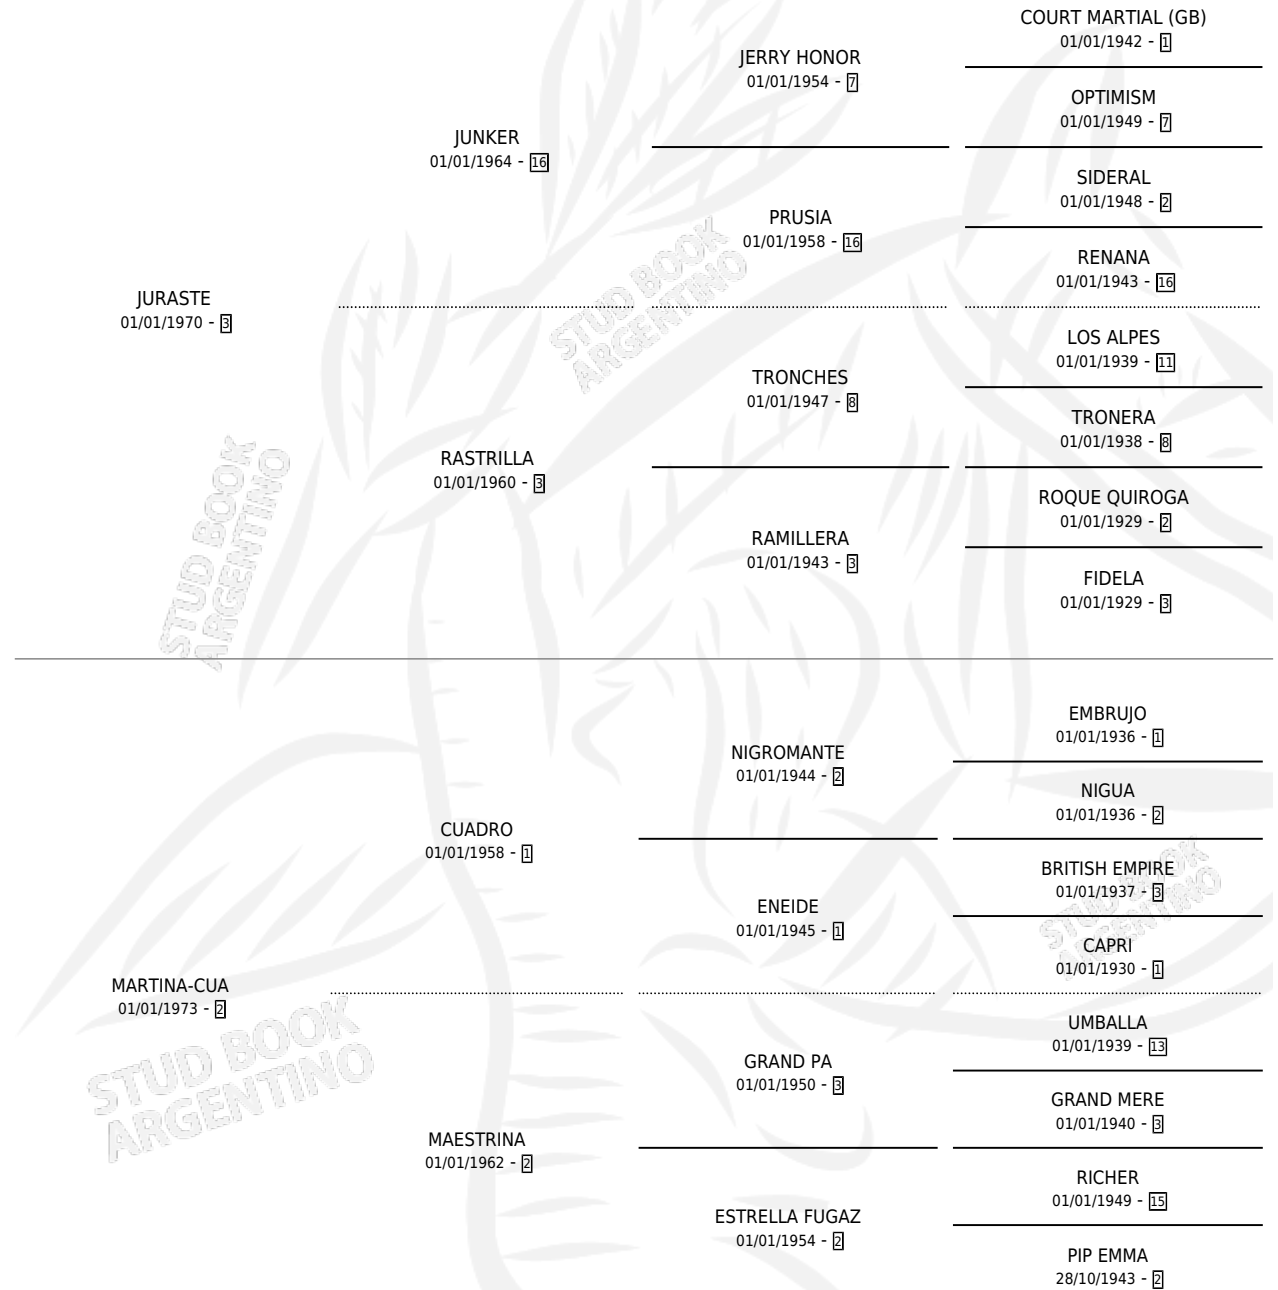 COURT MARTIAL (GB)
01/01/1942 - 1
JERRY HONOR
01/01/1954 - 7
OPTIMISM
01/01/1949 - 7
JUNKER
01/01/1964 - 16
SIDERAL
01/01/1948 - 2
PRUSIA
01/01/1958 - 16
RENANA
01/01/1943 - 16
JURASTE
01/01/1970 - 3
LOS ALPES
01/01/1939 - 11
TRONCHES
01/01/1947 - 8
TRONERA
01/01/1938 - 8
RASTRILLA
01/01/1960 - 3
ROQUE QUIROGA
01/01/1929 - 2
RAMILLERA
01/01/1943 - 3
FIDELA
01/01/1929 - 3
STUD BOOK
ARGENTINO
STUD BOOK
ARGENTINO
EMBRUJO
01/01/1936 - 1
NIGROMANTE
01/01/1944 - 2
NIGUA
01/01/1936 - 2
CUADRO
01/01/1958 - 1
BRITISH EMPIRE
01/01/1937 - 3
ENEIDE
01/01/1945 - 1
CAPRI
01/01/1930 - 1
MARTINA-CUA
01/01/1973 - 2
UMBALLA
01/01/1939 - 13
GRAND PA
01/01/1950 - 3
GRAND MERE
01/01/1940 - 3
MAESTRINA
01/01/1962 - 2
RICHER
01/01/1949 - 15
ESTRELLA FUGAZ
01/01/1954 - 2
PIP EMMA
28/10/1943 - 2
STUD BOOK
ARGENTINO
STUD BOOK
ARGENTINO